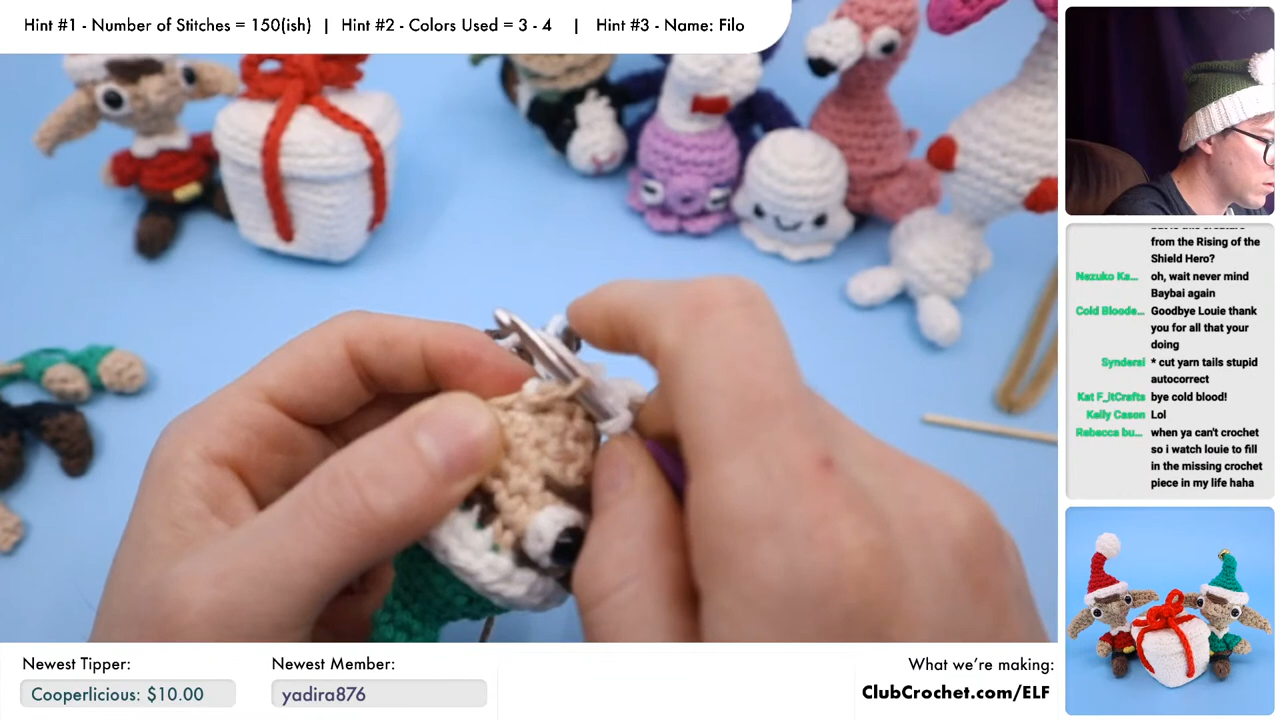 Hint #1 - Number of Stitches = 150(ish) | Hint #2 - Colors Used = 3 - 4 | Hint #3 - Name: Filo
from the Rising of the
Shield Hero?
Nezuko Ka... oh, wait never mind
Baybai again
Cold Bloode... Goodbye Louie thank
you for all that your
doing
Syndersi * cut yarn tails stupid
autocorrect
Kat F_itCrafts bye cold blood!
Kelly Cason Lol
Rebecca bu... when ya can't crochet
so i watch louie to fill
in the missing crochet
piece in my life haha
Newest Tipper:
Cooperlicious: $10.00
Newest Member:
yadira876
What we're making:
ClubCrochet.com/ELF